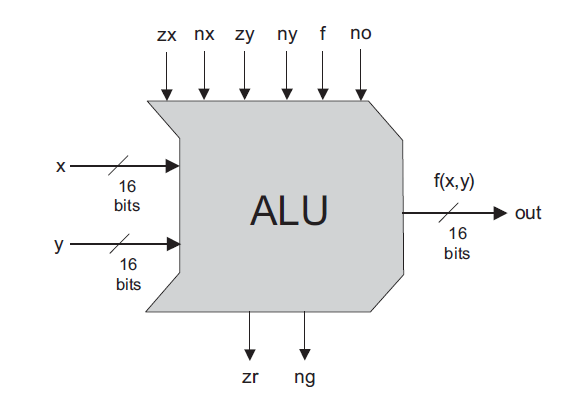 zx nx zy ny f no
x
16
bits
y
16
bits
ALU
f(x,y)
out
16
bits
zr ng